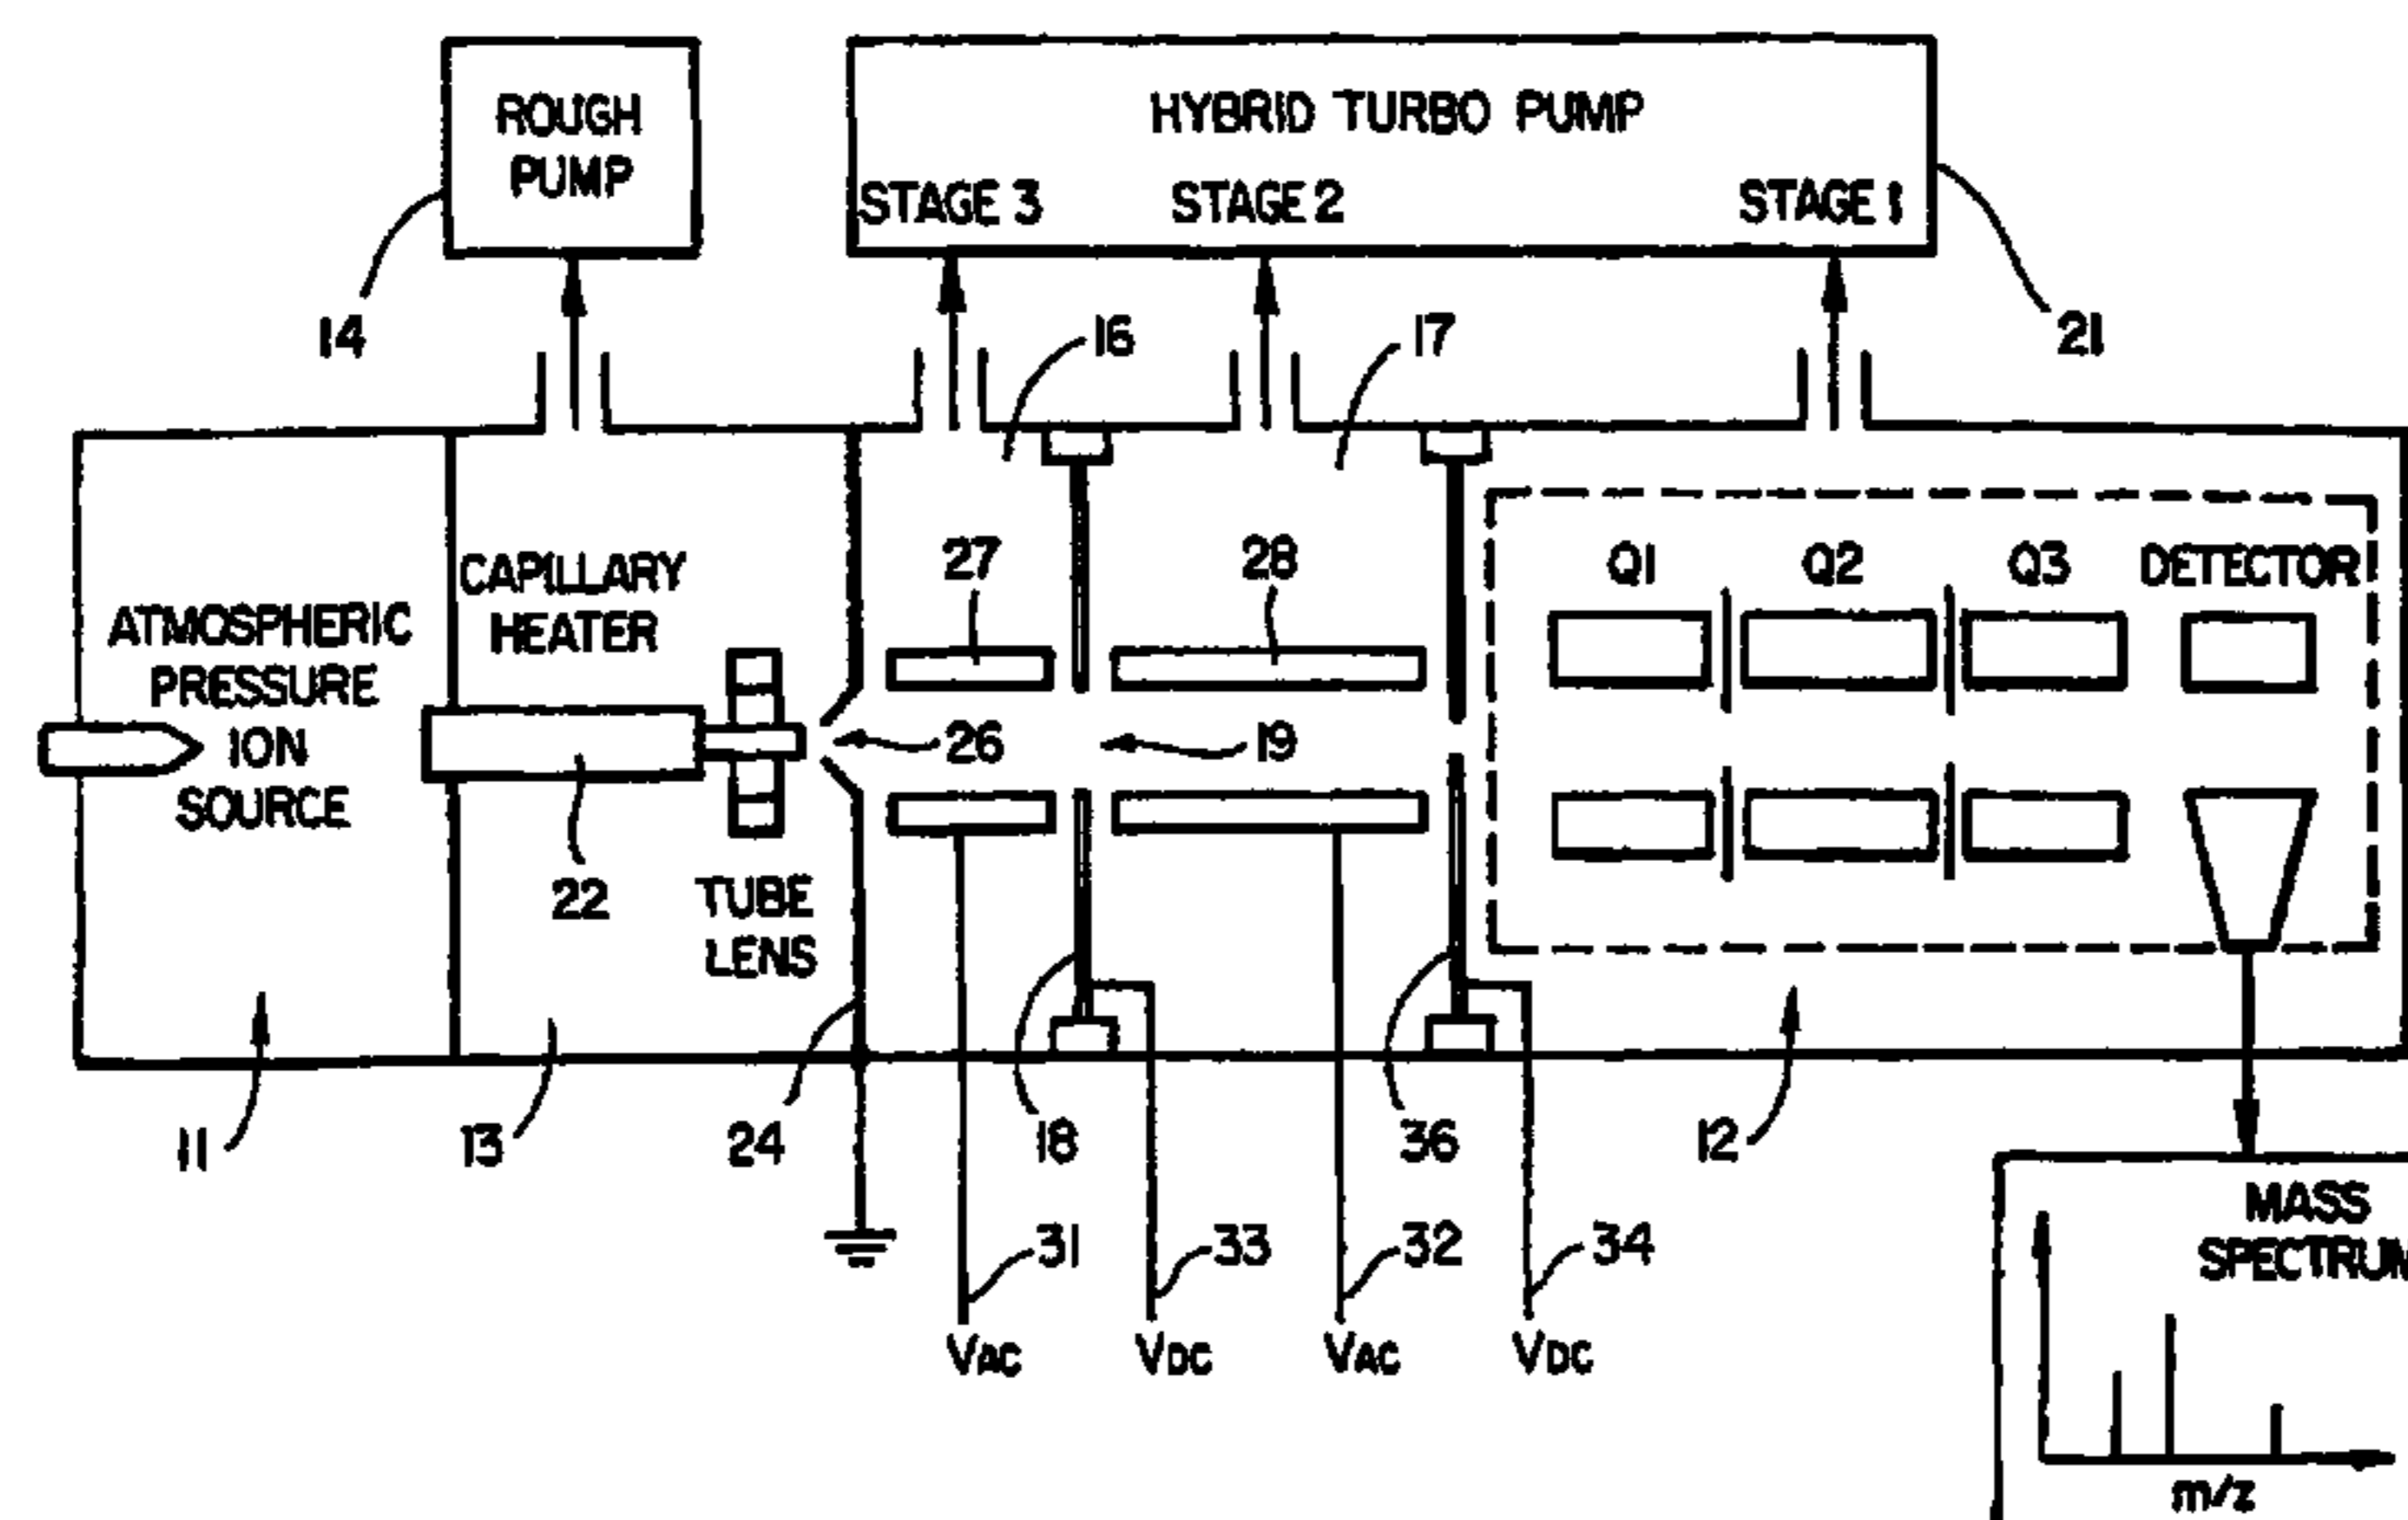 ROUGH
PUMP
HYBRID TURBO PUMP
STAGE 3 STAGE 2 STAGE 1
14
16
17
21
ATMOSPHERIC
PRESSURE
ION
SOURCE
CAPILLARY
HEATER
22
TUBE
LENS
27
28
26
19
Q1 Q2 Q3 DETECTOR
11
13
24
18
36
12
31
33
32
34
VAC VDC VAC VDC
MASS
SPECTRUM
m/z